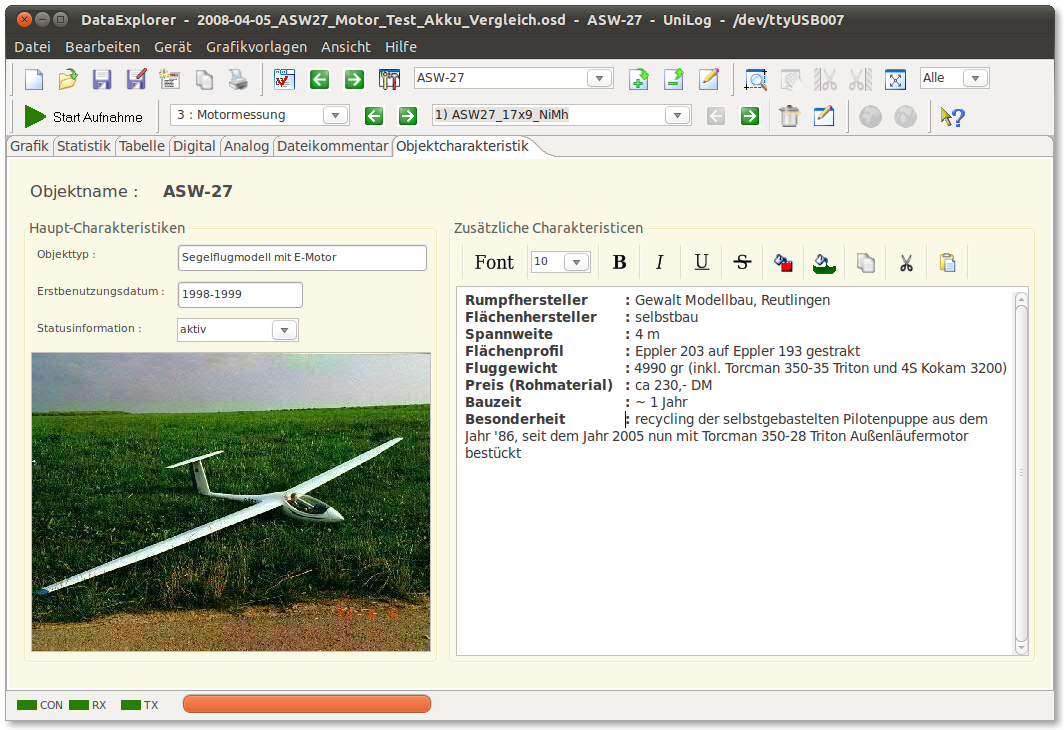 DataExplorer - 2008-04-05_ASW27_Motor_Test_Akku_Vergleich.osd - ASW-27 - UniLog - /dev/ttyUSB007
Datei Bearbeiten Gerät Grafikvorlagen Ansicht Hilfe
ASW-27 Alle
Start Aufnahme 3 : Motormessung 1) ASW27_17x9_NiMh
Grafik Statistik Tabelle Digital Analog Dateikommentar Objektcharakteristik
Objektname : ASW-27
Haupt-Charakteristiken
Objekttyp : Segelflugmodell mit E-Motor
Erstbenutzungsdatum : 1998-1999
Statusinformation : aktiv
Zusätzliche Charakteristicen
Font 10 B I U S
Rumpfhersteller : Gewalt Modellbau, Reutlingen
Flächenhersteller : selbstbau
Spannweite : 4 m
Flächenprofil : Eppler 203 auf Eppler 193 gestrakt
Fluggewicht : 4990 gr (inkl. Torcman 350-35 Triton und 4S Kokam 3200)
Preis (Rohmaterial) : ca 230,- DM
Bauzeit : ~ 1 Jahr
Besonderheit : recycling der selbstgebastelten Pilotenpuppe aus dem
Jahr '86, seit dem Jahr 2005 nun mit Torcman 350-28 Triton Außenläufermotor
bestückt
CON RX TX